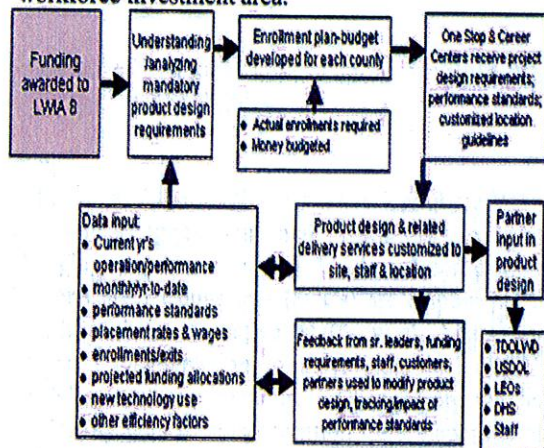 workforce investment area.
Funding
awarded to
LWIA 8
Understanding
/analyzing
mandatory
product design
requirements
Enrollment plan-budget
developed for each county
One Stop & Career
Centers receive project
design requirements;
performance standards;
customized location
guidelines
♦ Actual enrollments required
♦ Money budgeted
Data input:
♦ Current yr's
operation/performance
♦ monthly/yr-to-date
♦ performance standards
♦ placement rates & wages
♦ enrollments/exits
♦ projected funding allocations
♦ new technology use
♦ other efficiency factors
Product design & related
delivery services customized to
site, staff & location
Partner
input in
product
design
Feedback from sr. leaders, funding
requirements, staff, customers;
partners used to modify product
design, tracking/impact of
performance standards
♦ TDOLWD
♦ USDOL
♦ LEOs
♦ DHS
♦ Staff